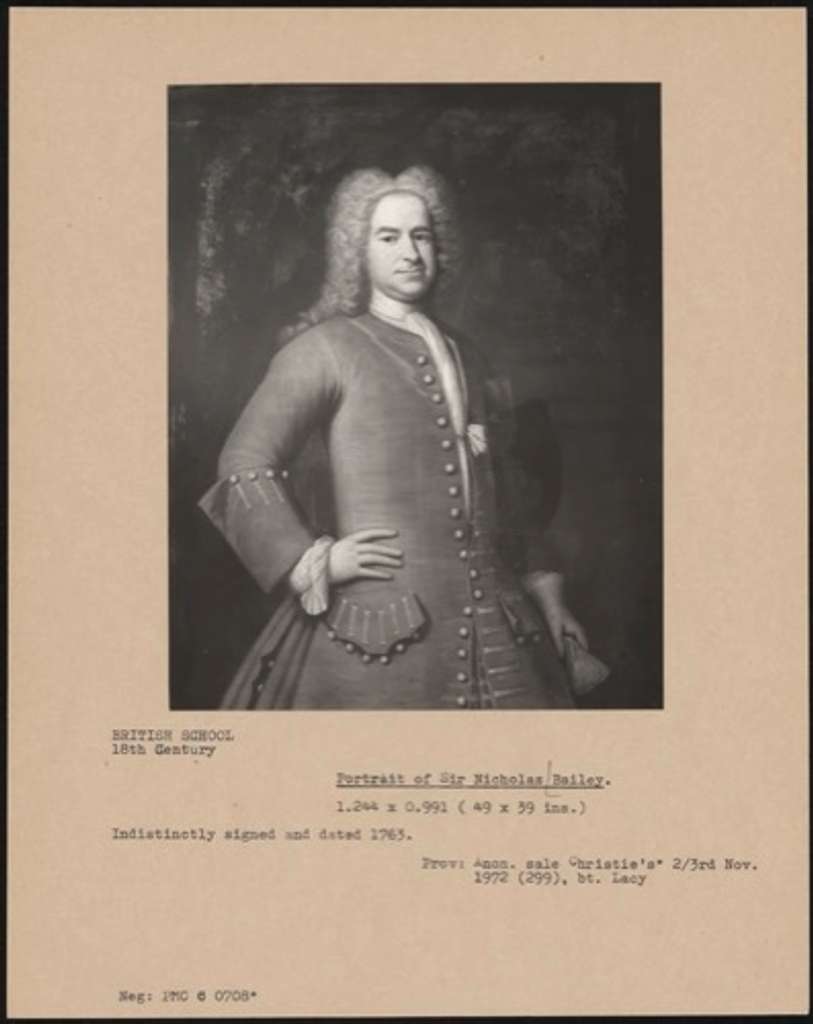 BRITISH SCHOOL
18th Century
Portrait of Sir Nicholas Bailey.
1.244 x 0.991 ( 49 x 39 ins.)
Indistinctly signed and dated 1763.
Prov: Anon. sale Christie's* 2/3rd Nov.
1972 (299), bt. Lacy
Neg: PMC 6 0708*